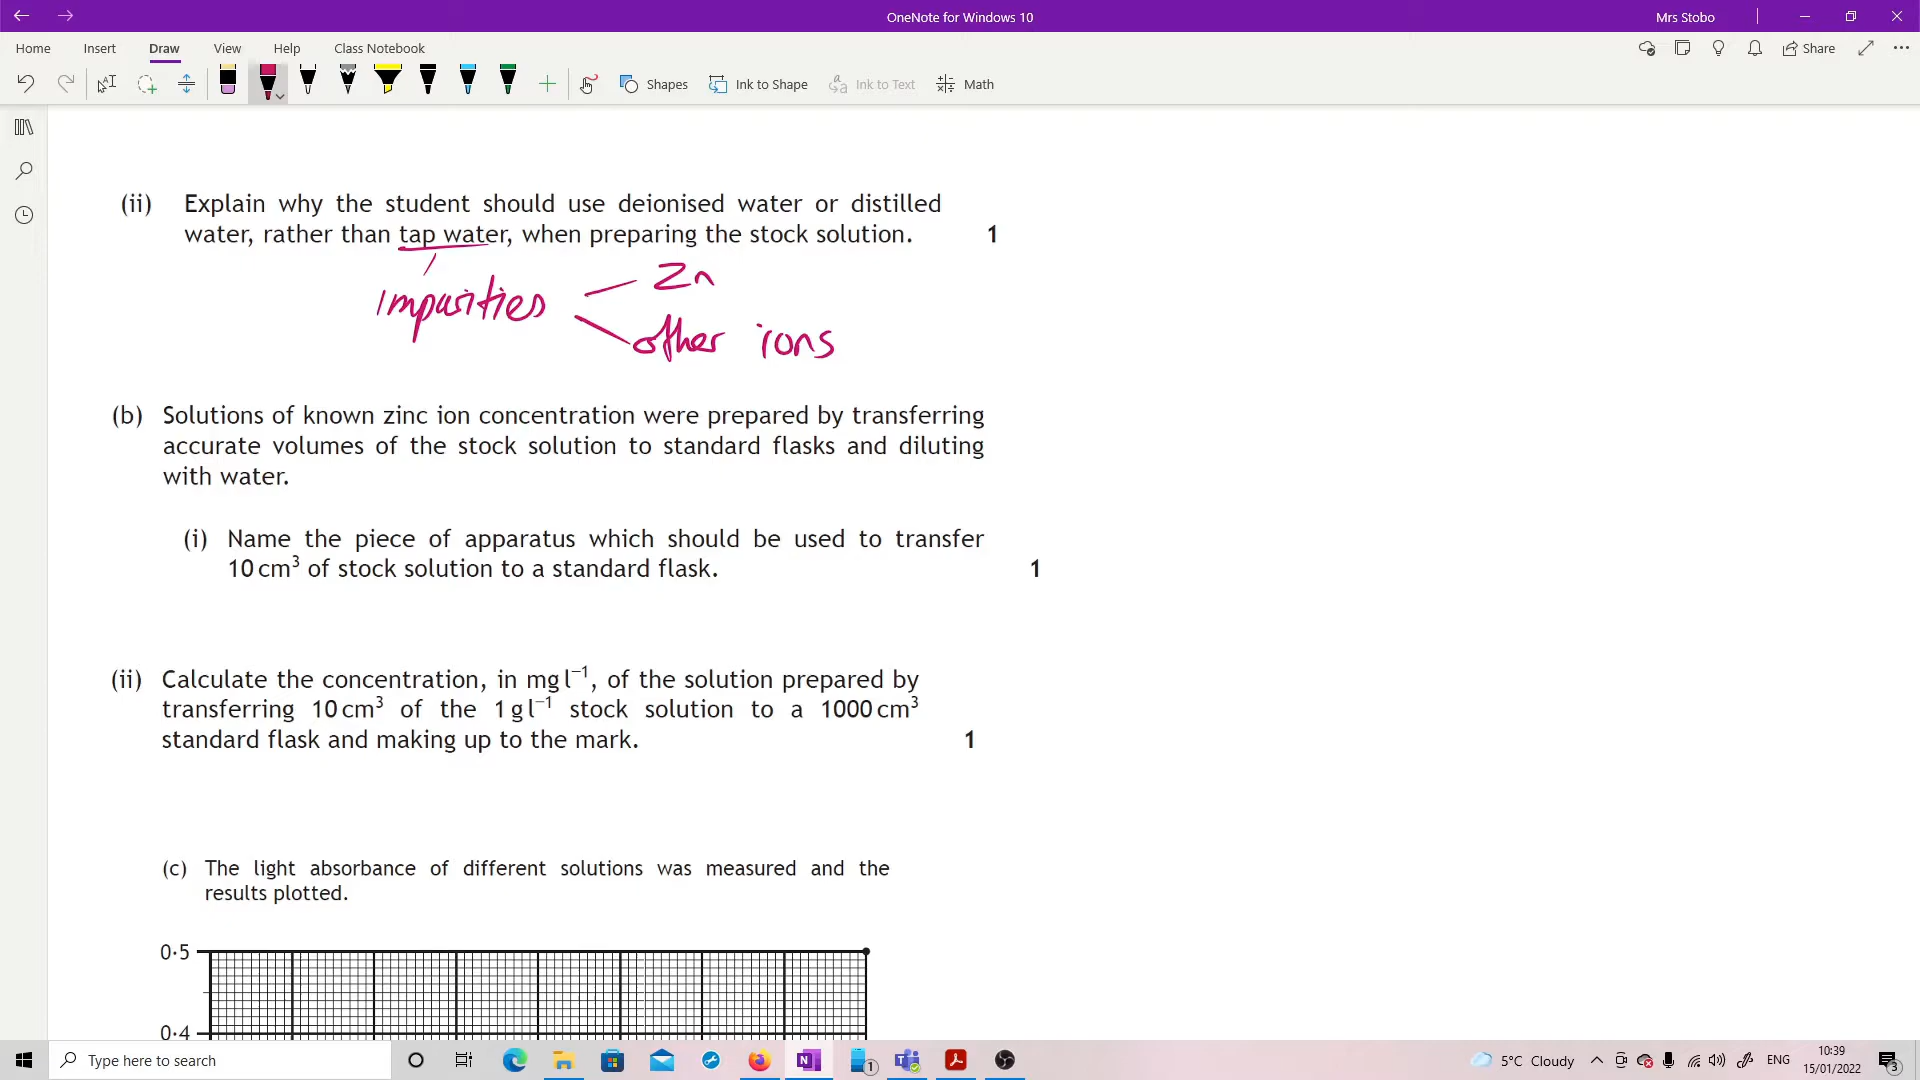 OneNote for Windows 10
Mrs Stobo
Home Insert Draw View Help Class Notebook
Share
Shapes Ink to Shape Ink to Text Math
(ii) Explain why the student should use deionised water or distilled
water, rather than tap water, when preparing the stock solution. 1
impurities
Zn
other ions
(b) Solutions of known zinc ion concentration were prepared by transferring
accurate volumes of the stock solution to standard flasks and diluting
with water.
(i) Name the piece of apparatus which should be used to transfer
10 cm³ of stock solution to a standard flask. 1
(ii) Calculate the concentration, in mg l⁻¹, of the solution prepared by
transferring 10 cm³ of the 1 g l⁻¹ stock solution to a 1000 cm³
standard flask and making up to the mark. 1
(c) The light absorbance of different solutions was measured and the
results plotted.
0·5
0·4
Type here to search
5°C Cloudy
ENG
10:39
15/01/2022